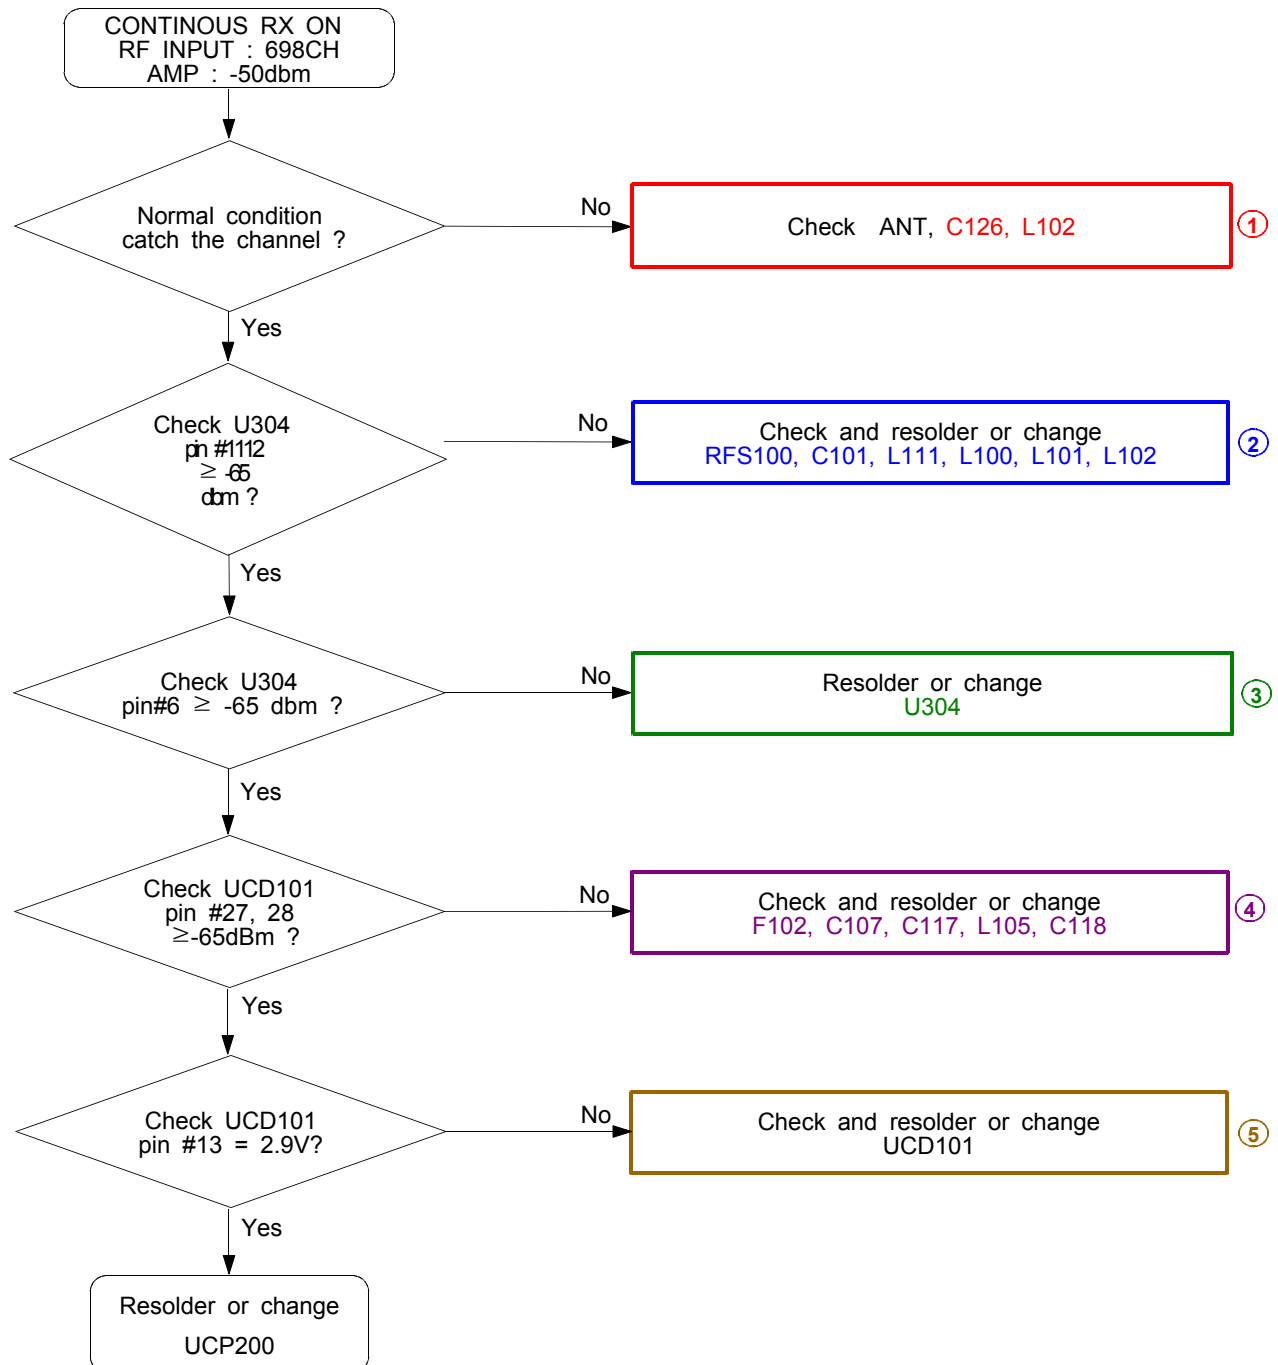 CONTINOUS RX ON
RF INPUT : 698CH
AMP : -50dbm
Normal condition
catch the channel ?
No
Check ANT, C126, L102
1
Yes
Check U304
pin #1112
≥ -65
dbm ?
No
Check and resolder or change
RFS100, C101, L111, L100, L101, L102
2
Yes
Check U304
pin#6 ≥ -65 dbm ?
No
Resolder or change
U304
3
Yes
Check UCD101
pin #27, 28
≥-65dBm ?
No
Check and resolder or change
F102, C107, C117, L105, C118
4
Yes
Check UCD101
pin #13 = 2.9V?
No
Check and resolder or change
UCD101
5
Yes
Resolder or change
UCP200